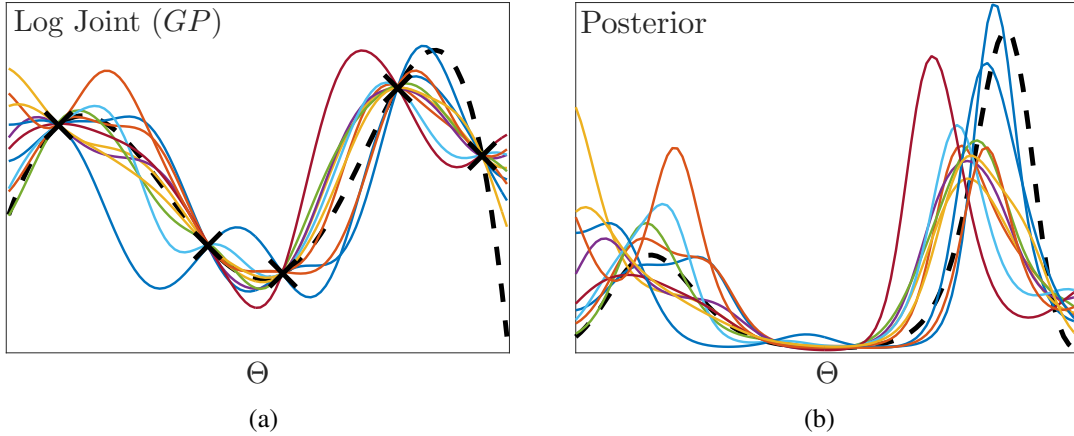 Log Joint (GP)
Posterior
Θ
Θ
(a)
(b)